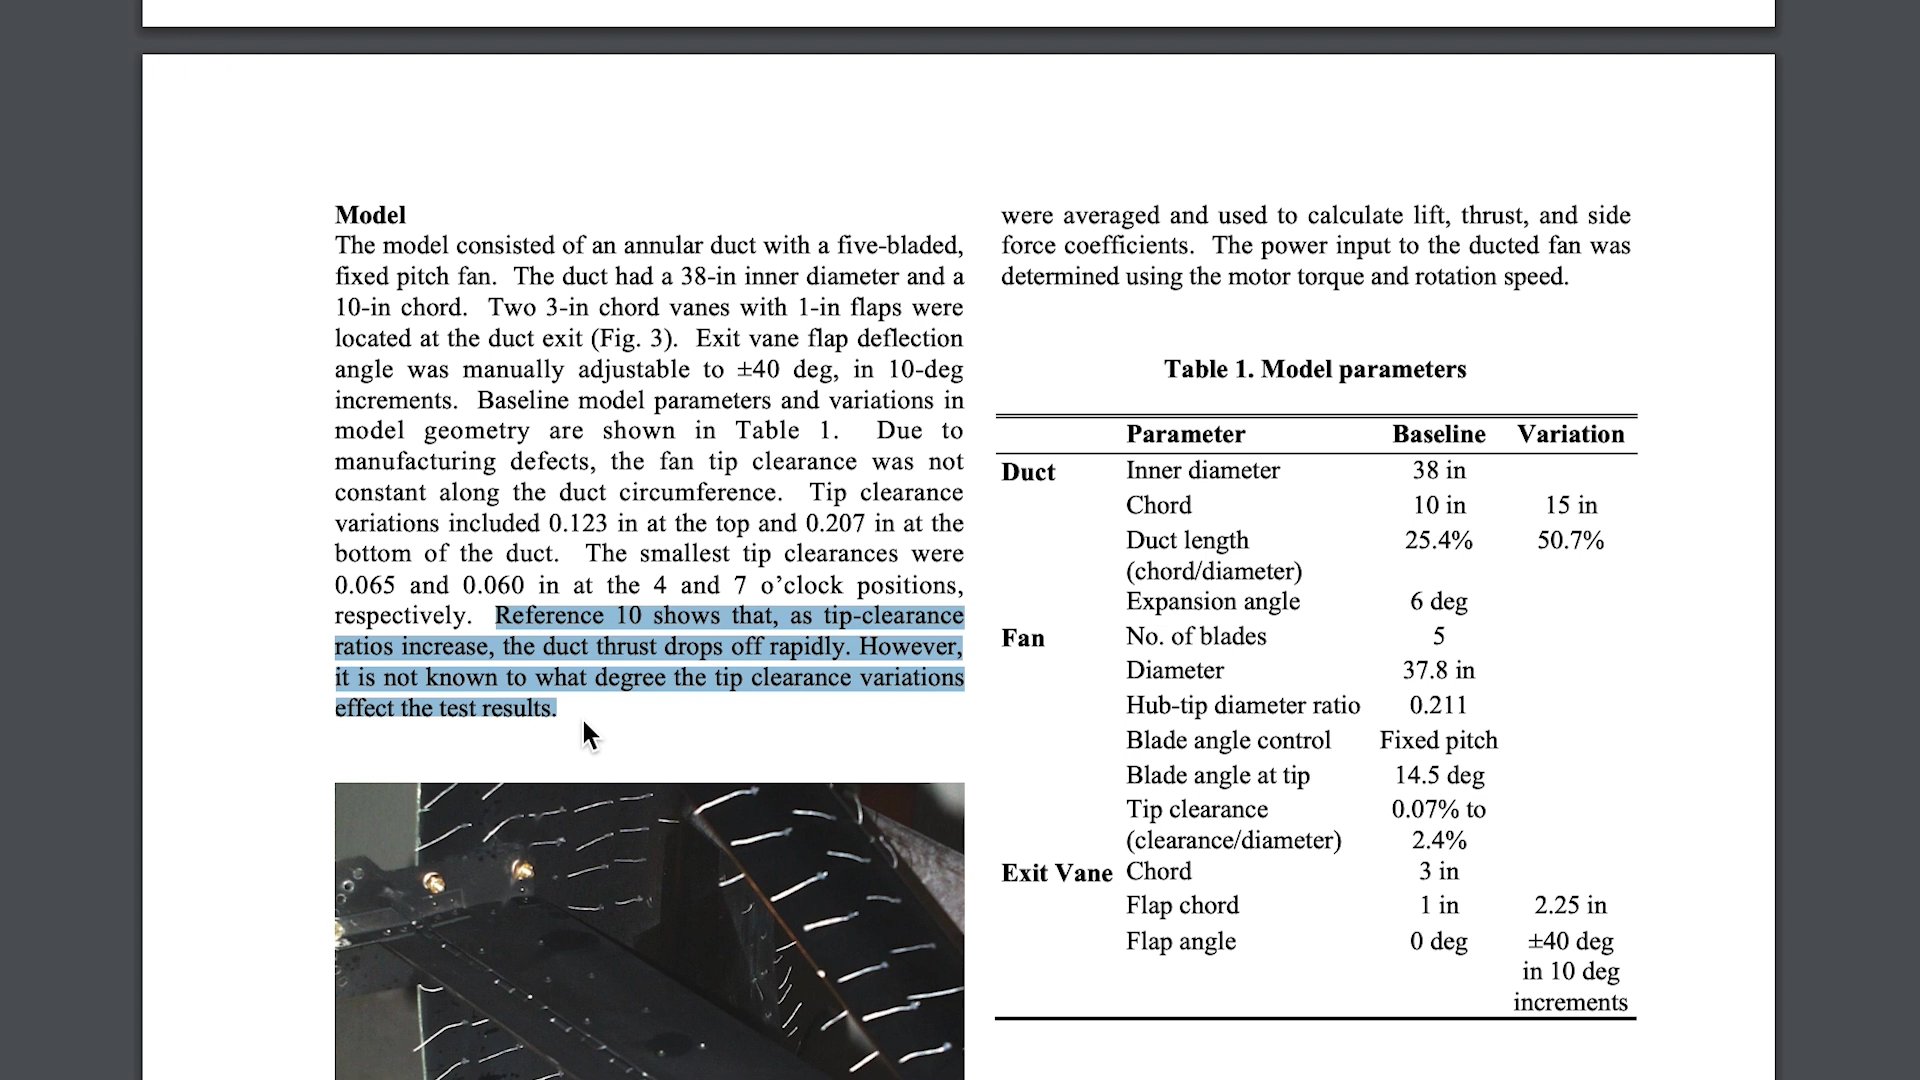 Model
The model consisted of an annular duct with a five-bladed,
fixed pitch fan. The duct had a 38-in inner diameter and a
10-in chord. Two 3-in chord vanes with 1-in flaps were
located at the duct exit (Fig. 3). Exit vane flap deflection
angle was manually adjustable to ±40 deg, in 10-deg
increments. Baseline model parameters and variations in
model geometry are shown in Table 1. Due to
manufacturing defects, the fan tip clearance was not
constant along the duct circumference. Tip clearance
variations included 0.123 in at the top and 0.207 in at the
bottom of the duct. The smallest tip clearances were
0.065 and 0.060 in at the 4 and 7 o’clock positions,
respectively. Reference 10 shows that, as tip-clearance
ratios increase, the duct thrust drops off rapidly. However,
it is not known to what degree the tip clearance variations
effect the test results.
were averaged and used to calculate lift, thrust, and side
force coefficients. The power input to the ducted fan was
determined using the motor torque and rotation speed.
Table 1. Model parameters
Parameter Baseline Variation
Duct Inner diameter 38 in
Chord 10 in 15 in
Duct length 25.4% 50.7%
(chord/diameter)
Expansion angle 6 deg
Fan No. of blades 5
Diameter 37.8 in
Hub-tip diameter ratio 0.211
Blade angle control Fixed pitch
Blade angle at tip 14.5 deg
Tip clearance 0.07% to
(clearance/diameter) 2.4%
Exit Vane Chord 3 in
Flap chord 1 in 2.25 in
Flap angle 0 deg ±40 deg
in 10 deg
increments